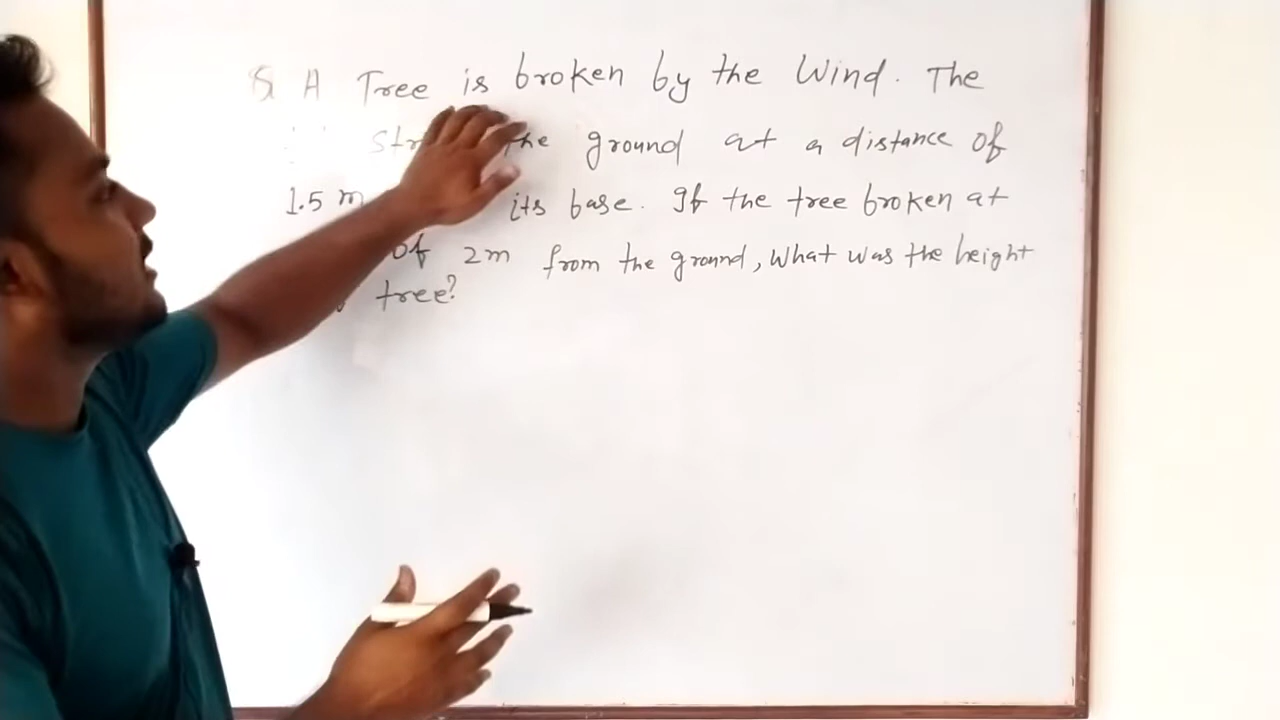 Q. A Tree is broken by the Wind. The
the ground at a distance of
1.5 m its base. If the tree broken at
of 2m from the ground, What was the height
tree?